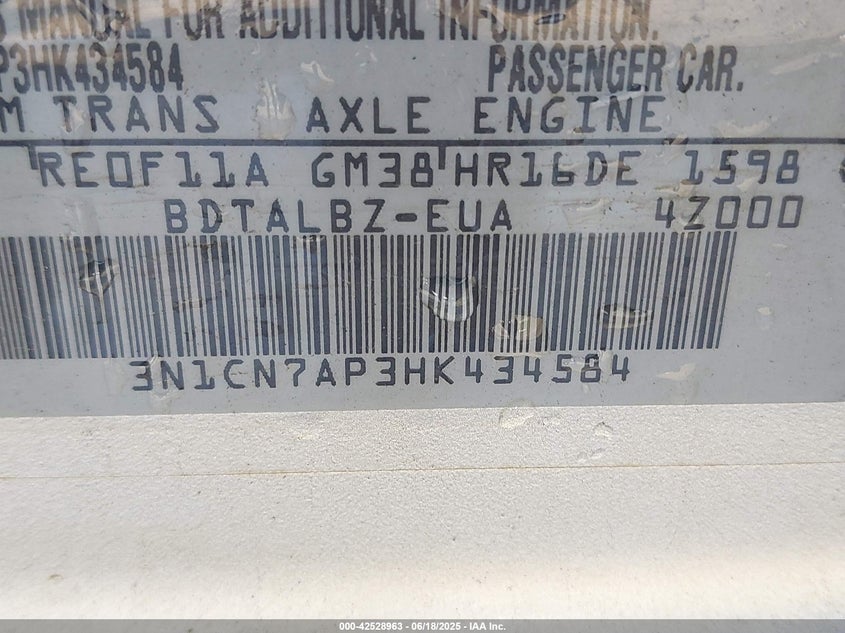 S MANUAL FOR ADDITIONAL INFORMATION.
P3HK434584 PASSENGER CAR.
M TRANS AXLE ENGINE
RE0F11A GM38 HR16DE 1598
BDTALBZ-EUA 4Z000
3N1CN7AP3HK434584
000-42528963 - 06/18/2025 - IAA Inc.